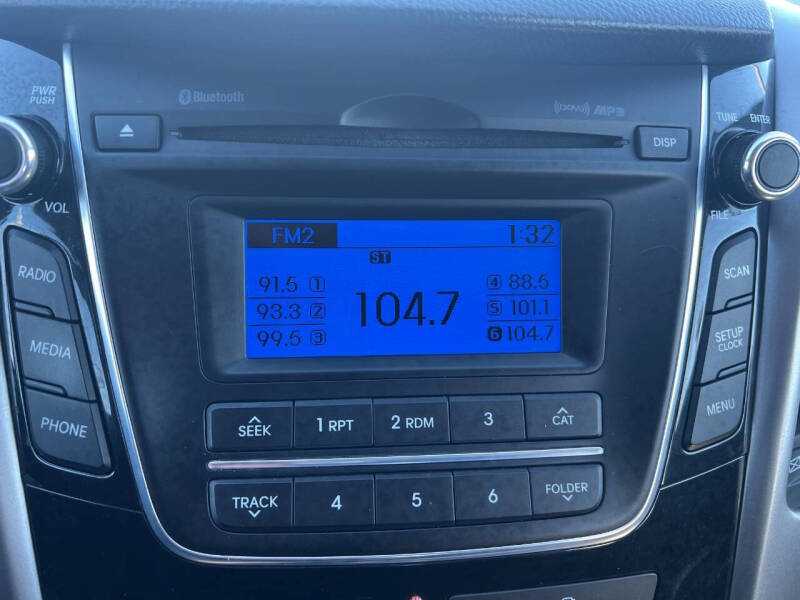 PWR
PUSH
Bluetooth
((XM)) MP3
TUNE ENTER
DISP
VOL
FILE
FM2 1:32
ST
91.5 1
93.3 2
99.5 3
104.7
4 88.5
5 101.1
6 104.7
RADIO
MEDIA
PHONE
SCAN
SETUP
CLOCK
MENU
SEEK 1 RPT 2 RDM 3 CAT
TRACK 4 5 6 FOLDER